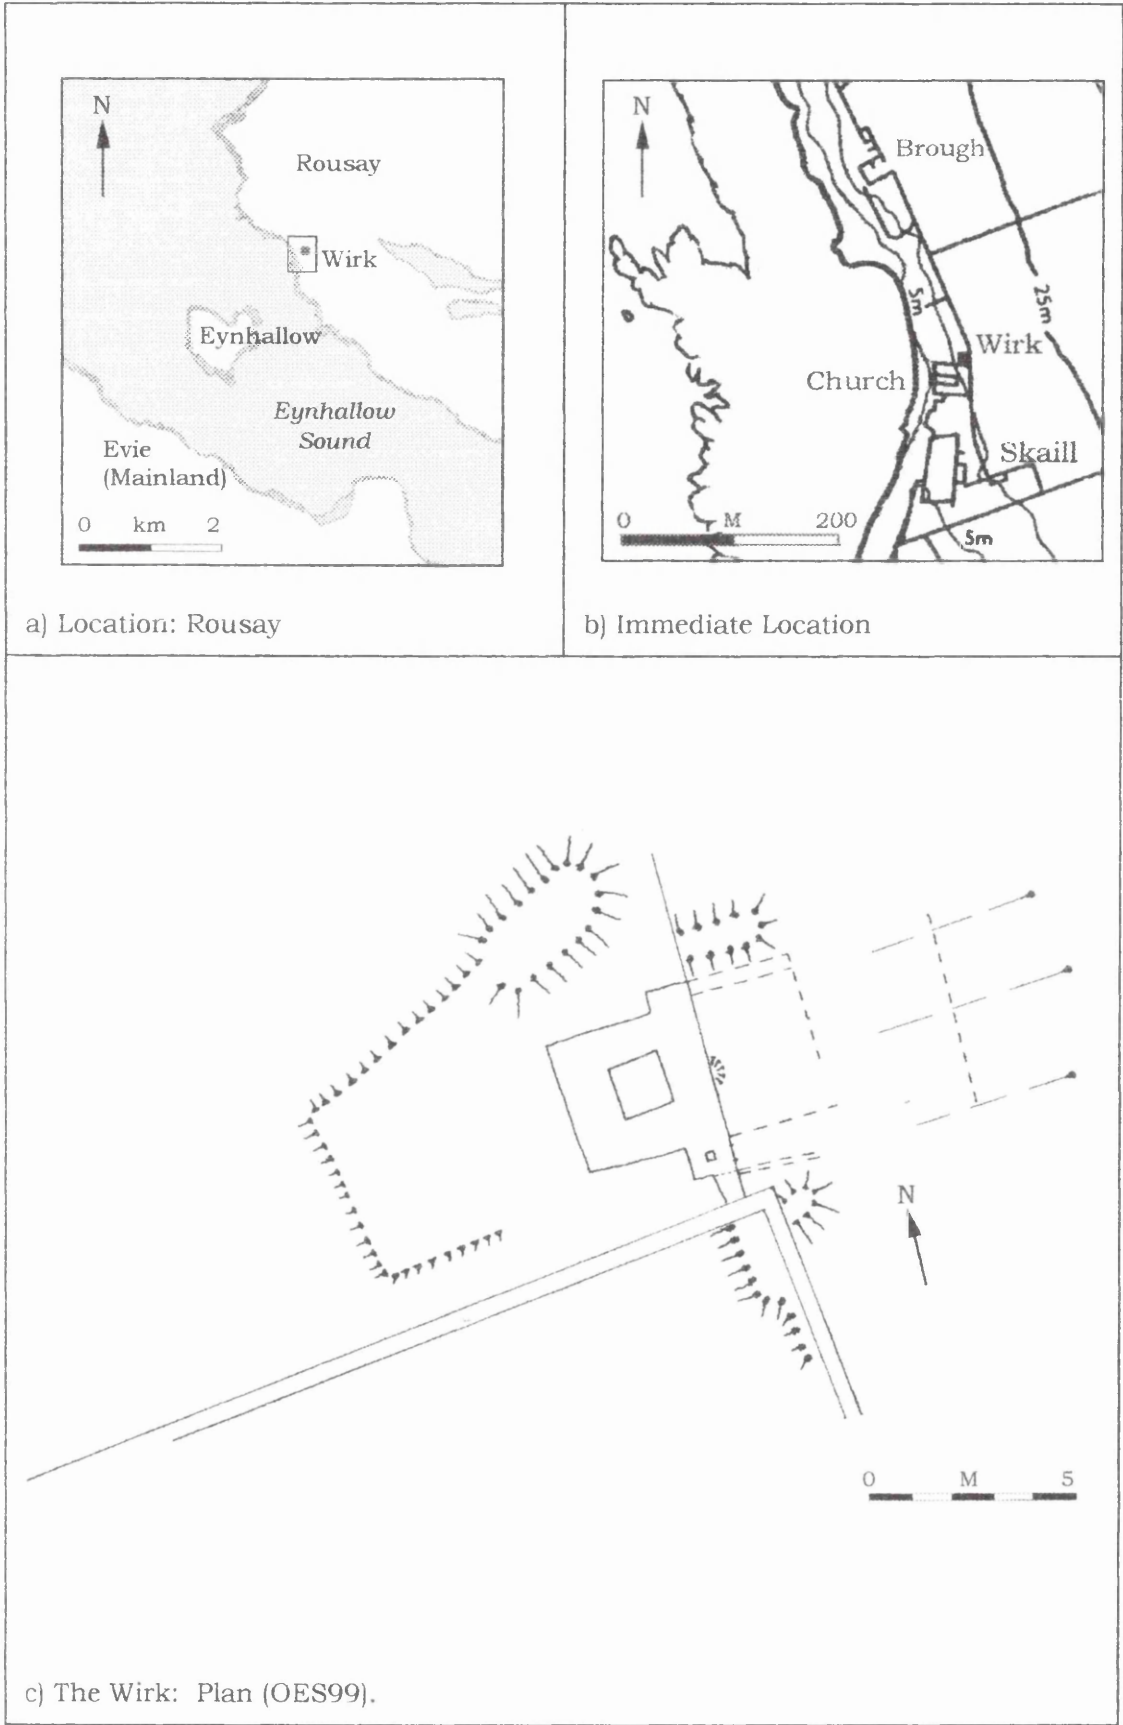 N
Rousay
Wirk
Eynhallow
Eynhallow
Sound
Evie
(Mainland)
0 km 2
a) Location: Rousay
N
Brough
25m
5m
Wirk
Church
Skaill
0 M 200
5m
b) Immediate Location
N
0 M 5
c) The Wirk: Plan (OES99).